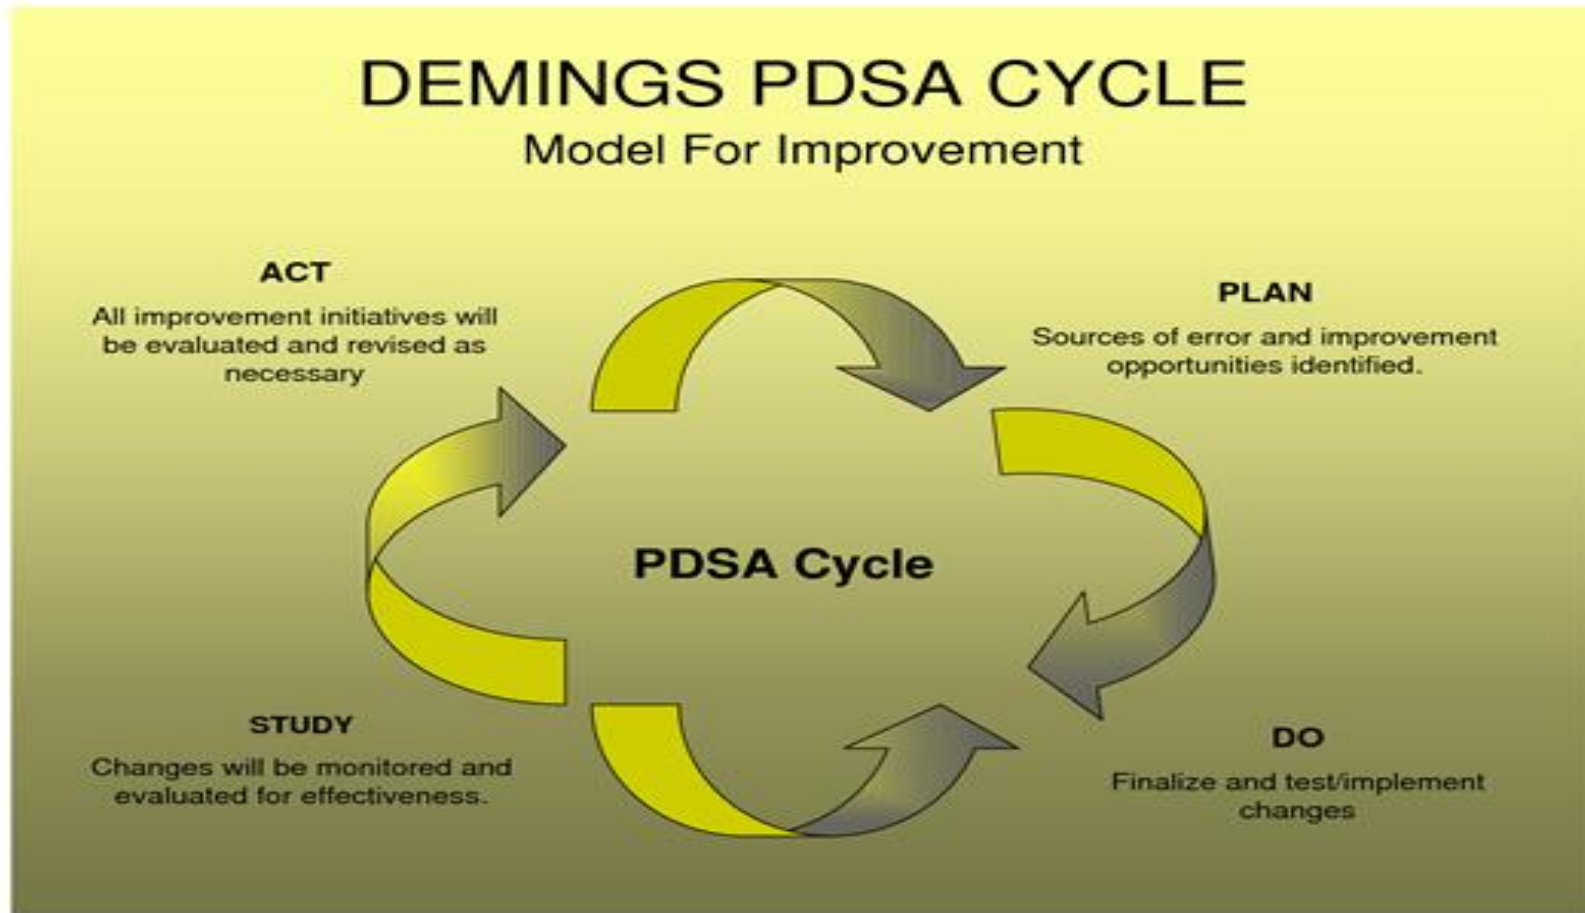 DEMINGS PDSA CYCLE
Model For Improvement
ACT
All improvement initiatives will
be evaluated and revised as
necessary
PLAN
Sources of error and improvement
opportunities identified.
PDSA Cycle
STUDY
Changes will be monitored and
evaluated for effectiveness.
DO
Finalize and test/implement
changes